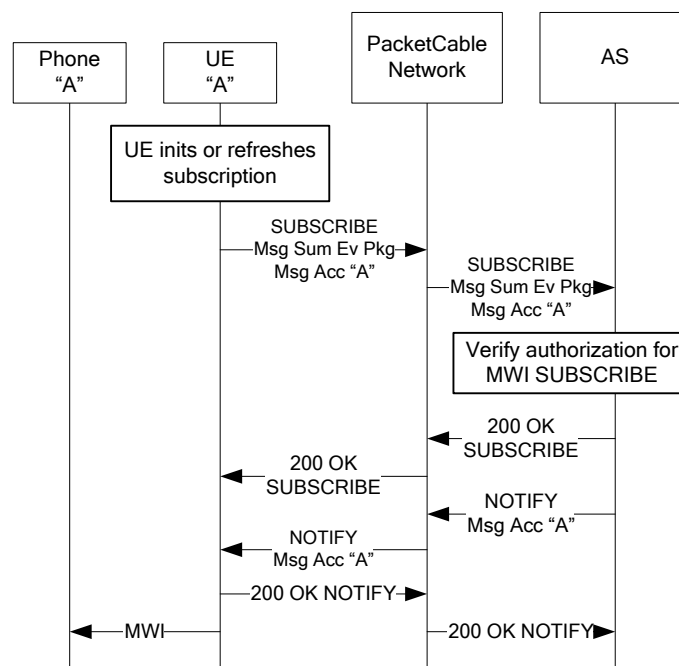 Phone
“A”
UE
“A”
PacketCable
Network
AS
UE inits or refreshes
subscription
SUBSCRIBE
Msg Sum Ev Pkg
Msg Acc “A”
SUBSCRIBE
Msg Sum Ev Pkg
Msg Acc “A”
Verify authorization for
MWI SUBSCRIBE
200 OK
SUBSCRIBE
200 OK
SUBSCRIBE
NOTIFY
Msg Acc “A”
NOTIFY
Msg Acc “A”
200 OK NOTIFY
MWI
200 OK NOTIFY